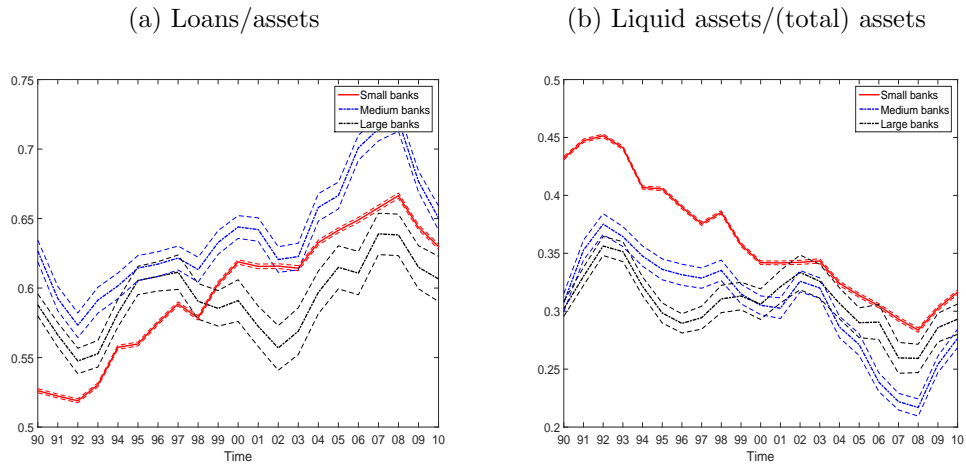 (a) Loans/assets
0.75
0.7
0.65
0.6
0.55
0.5
90 91 92 93 94 95 96 97 98 99 00 01 02 03 04 05 06 07 08 09 10
Time
Small banks
Medium banks
Large banks
(b) Liquid assets/(total) assets
0.5
0.45
0.4
0.35
0.3
0.25
0.2
90 91 92 93 94 95 96 97 98 99 00 01 02 03 04 05 06 07 08 09 10
Time
Small banks
Medium banks
Large banks